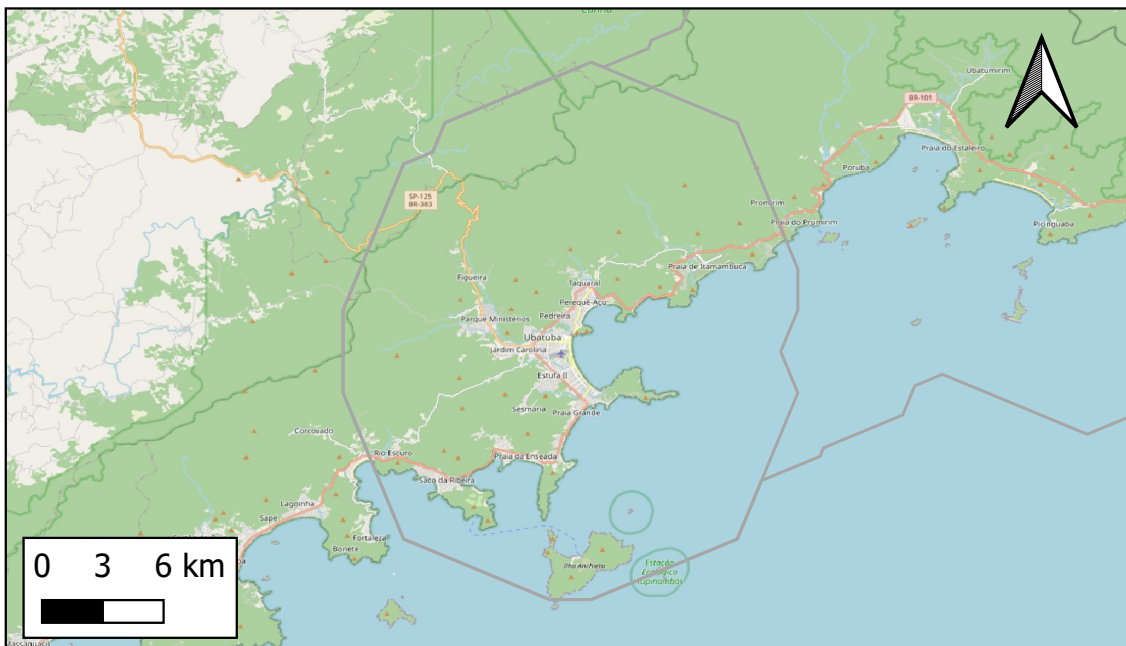 Cunha
Ubatumirim
BR-101
Praia do Estaleiro
Poruba
SP-125
BR-383
Promirim
Praia do Prumirim
Picinguaba
Praia de Itamambuca
Figueira
Taquaral
Perequê-Açu
Parque Ministérios
Pedreira
Ubatuba
Jardim Carolina
Estufa II
Sesmaria
Praia Grande
Corcovado
Rio Escuro
Praia da Enseada
Saco da Ribeira
Lagoinha
Sapé
Fortaleza
Bonete
Ilha Anchieta
Estação
Ecológica
Tupinambás
0 3 6 km
Massaguaçu